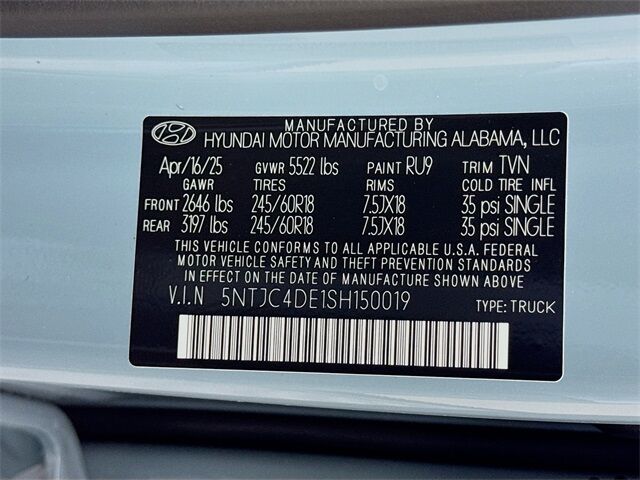 MANUFACTURED BY
HYUNDAI MOTOR MANUFACTURING ALABAMA, LLC
Apr/16/25 GVWR 5522 lbs PAINT RU9 TRIM TVN
GAWR TIRES RIMS COLD TIRE INFL
FRONT 2646 lbs 245/60R18 7.5JX18 35 psi SINGLE
REAR 3197 lbs 245/60R18 7.5JX18 35 psi SINGLE
THIS VEHICLE CONFORMS TO ALL APPLICABLE U.S.A. FEDERAL
MOTOR VEHICLE SAFETY AND THEFT PREVENTION STANDARDS
IN EFFECT ON THE DATE OF MANUFACTURE SHOWN ABOVE
V.I.N 5NTJC4DE1SH150019 TYPE: TRUCK